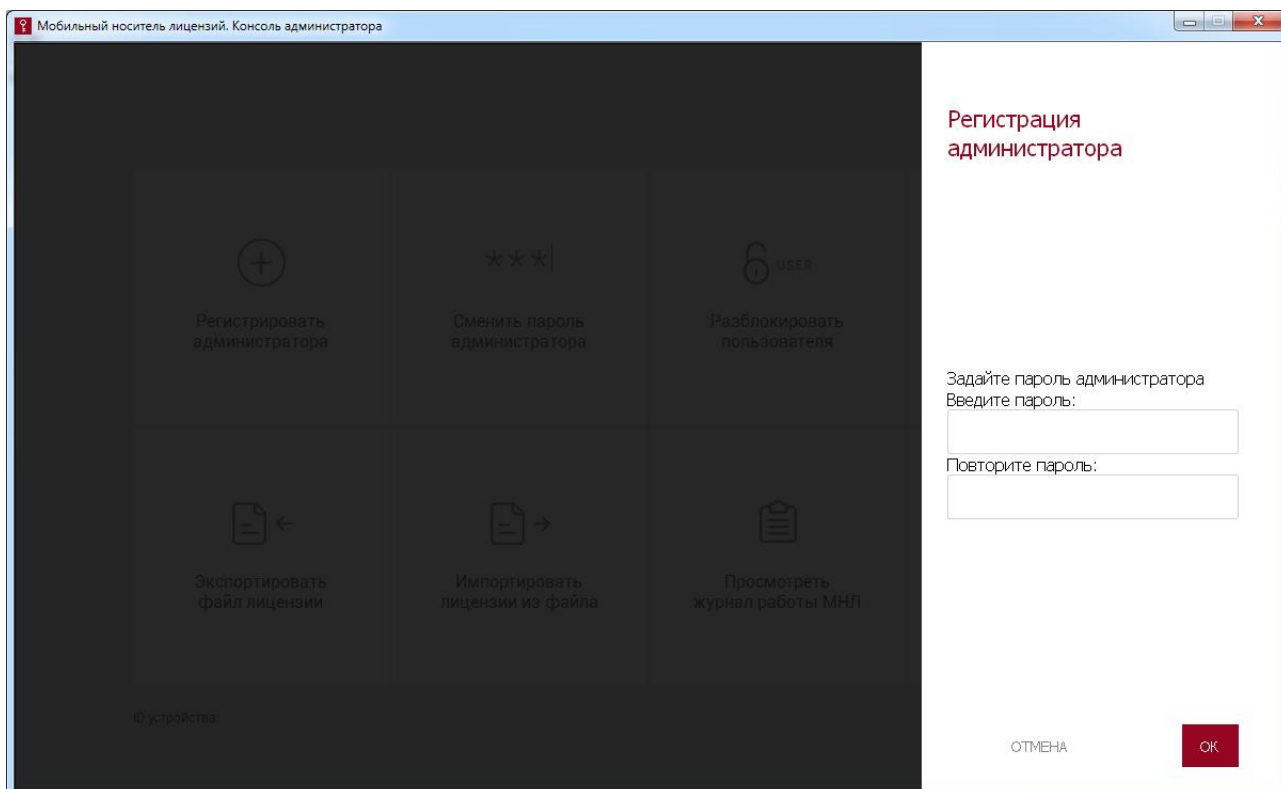 Мобильный носитель лицензий. Консоль администратора
Регистрация
администратора
***
USER
Регистрировать
администратора
Сменить пароль
администратора
Разблокировать
пользователя
Задайте пароль администратора
Введите пароль:
Повторите пароль:
Экспортировать
файл лицензии
Импортировать
лицензии из файла
Просмотреть
журнал работы МНЛ
ID устройства:
ОТМЕНА
ОК